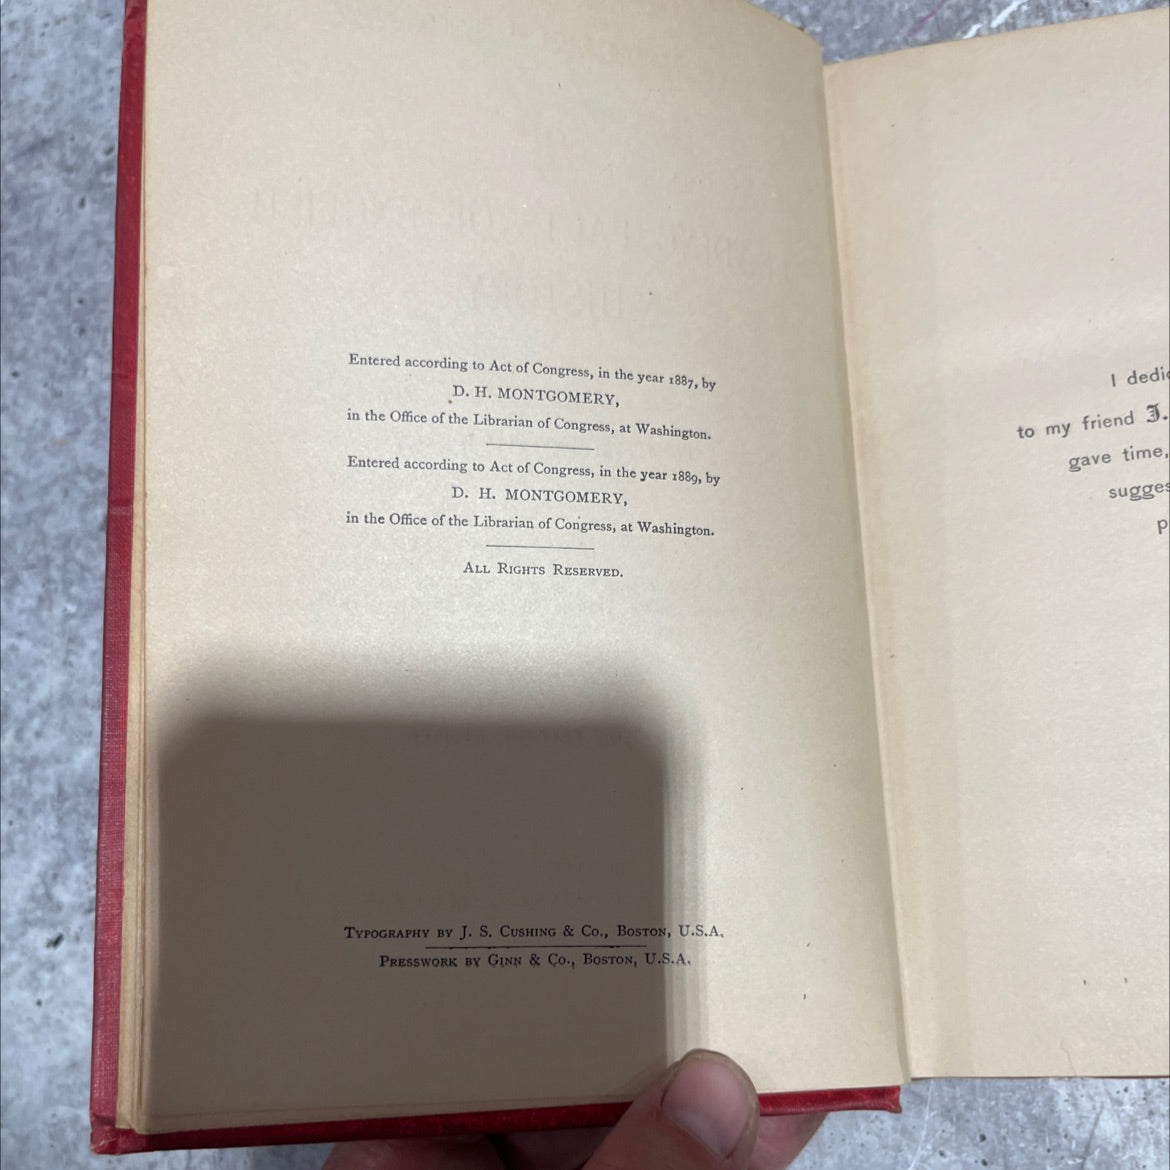 Entered according to Act of Congress, in the year 1887, by
D. H. MONTGOMERY,
in the Office of the Librarian of Congress, at Washington.
Entered according to Act of Congress, in the year 1889, by
D. H. MONTGOMERY,
in the Office of the Librarian of Congress, at Washington.
ALL RIGHTS RESERVED.
TYPOGRAPHY BY J. S. CUSHING & CO., BOSTON, U.S.A.
PRESSWORK BY GINN & CO., BOSTON, U.S.A.
I
to my friend J.
gave time,